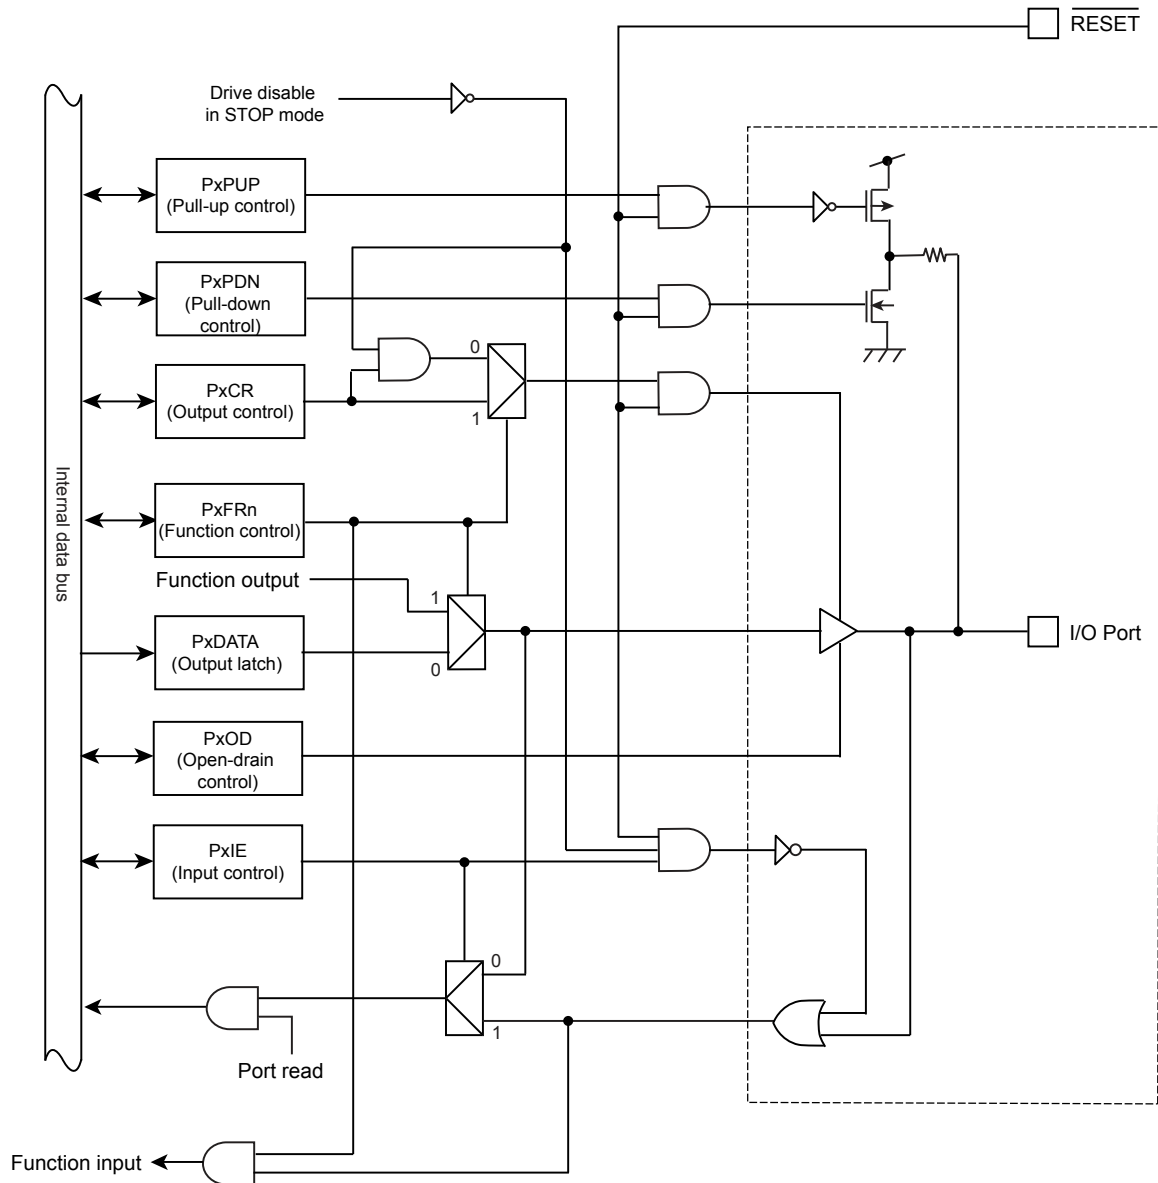 RESET
Drive disable
in STOP mode
PxPUP
(Pull-up control)
PxPDN
(Pull-down
control)
0
PxCR
(Output control)
1
Internal data bus
PxFRn
(Function control)
Function output
1
PxDATA
(Output latch)
0
I/O Port
PxOD
(Open-drain
control)
PxIE
(Input control)
0
1
Port read
Function input